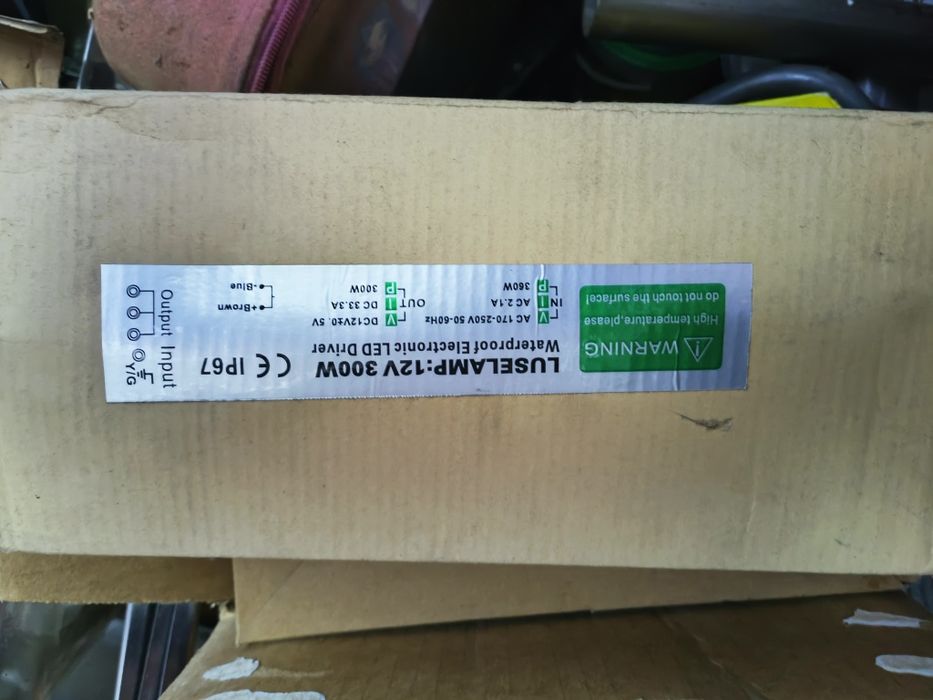 WARNING
High temperature,please
do not touch the surface!
LUSELAMP:12V 300W
Waterproof Electronic LED Driver
IN
V AC 170-250V 50-60Hz
I AC 2.1A
P 360W
OUT
V DC12V±0.5V
I DC 33.3A
P 300W
CE IP67
+Brown
-Blue
Output Input
Y/G